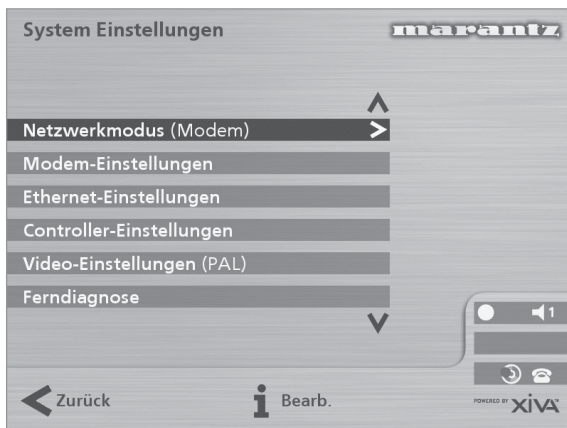 System Einstellungen
marantz
Netzwerkmodus (Modem)
Modem-Einstellungen
Ethernet-Einstellungen
Controller-Einstellungen
Video-Einstellungen (PAL)
Ferndiagnose
1
Zurück
i Bearb.
POWERED BY XiVA™